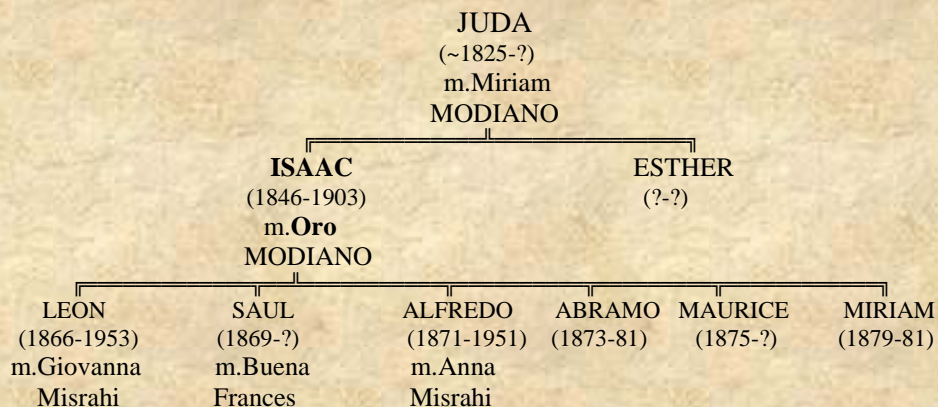 JUDA
(~1825-?)
m.Miriam
MODIANO
ISAAC ESTHER
(1846-1903) (?-?)
m.Oro
MODIANO
LEON SAUL ALFREDO ABRAMO MAURICE MIRIAM
(1866-1953) (1869-?) (1871-1951) (1873-81) (1875-?) (1879-81)
m.Giovanna m.Buena m.Anna
Misrahi Frances Misrahi